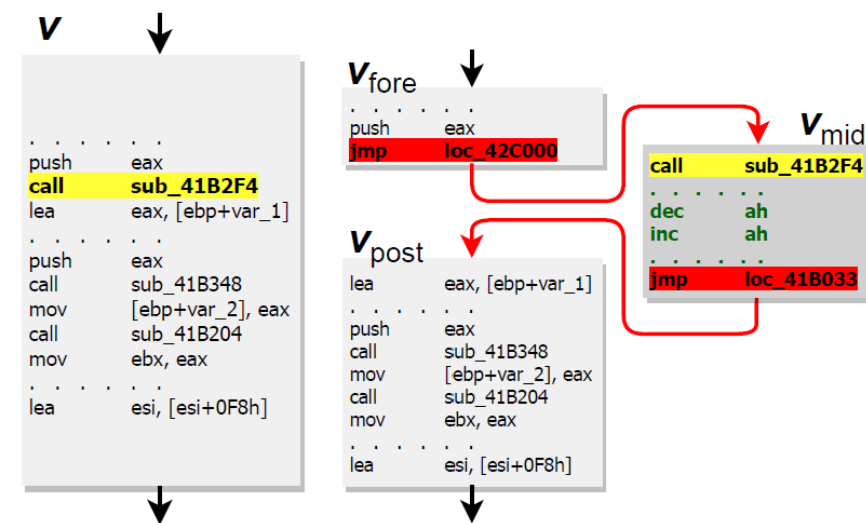 V
. . . . . .
push eax
call sub_41B2F4
lea eax, [ebp+var_1]
. . . . . .
push eax
call sub_41B348
mov [ebp+var_2], eax
call sub_41B204
mov ebx, eax
. . . . . .
lea esi, [esi+0F8h]
Vfore
. . . . . .
push eax
jmp loc_42C000
Vmid
call sub_41B2F4
. . . . . .
dec ah
inc ah
. . . . . .
jmp loc_41B033
Vpost
lea eax, [ebp+var_1]
. . . . . .
push eax
call sub_41B348
mov [ebp+var_2], eax
call sub_41B204
mov ebx, eax
. . . . . .
lea esi, [esi+0F8h]